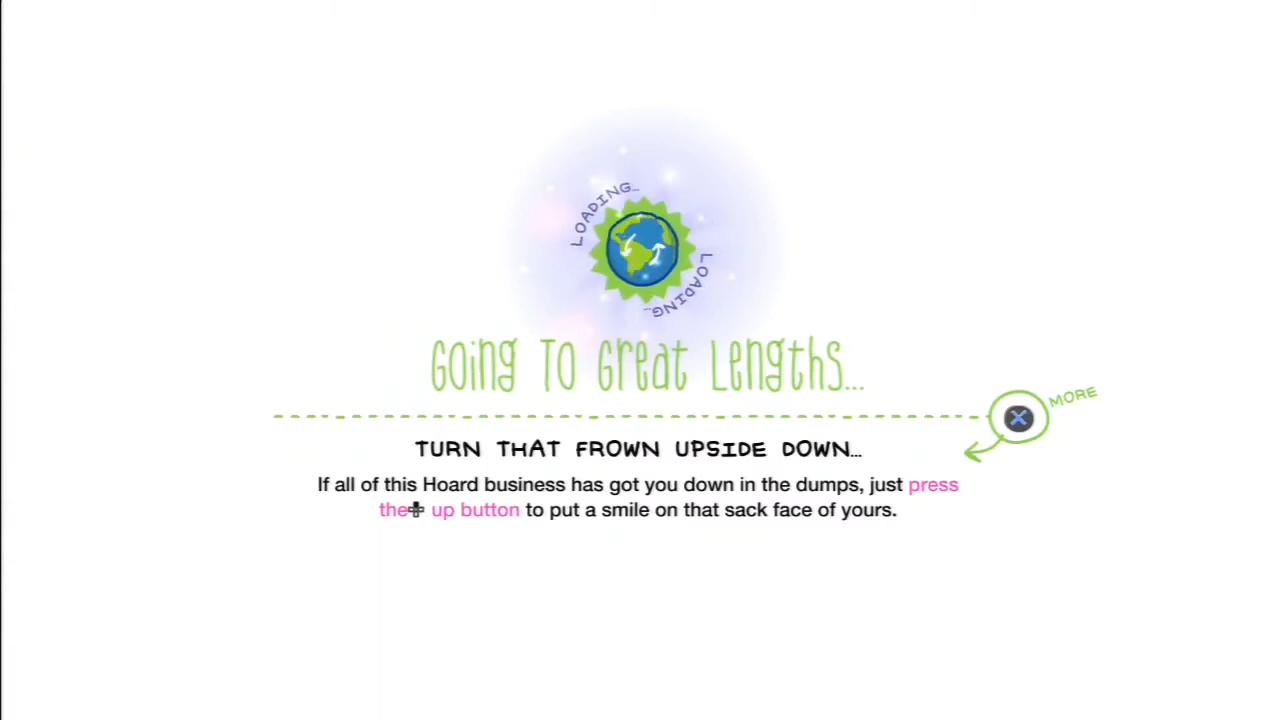 LOADING...
LOADING...
Going To Great Lengths...
MORE
TURN THAT FROWN UPSIDE DOWN...
If all of this Hoard business has got you down in the dumps, just press
the up button to put a smile on that sack face of yours.